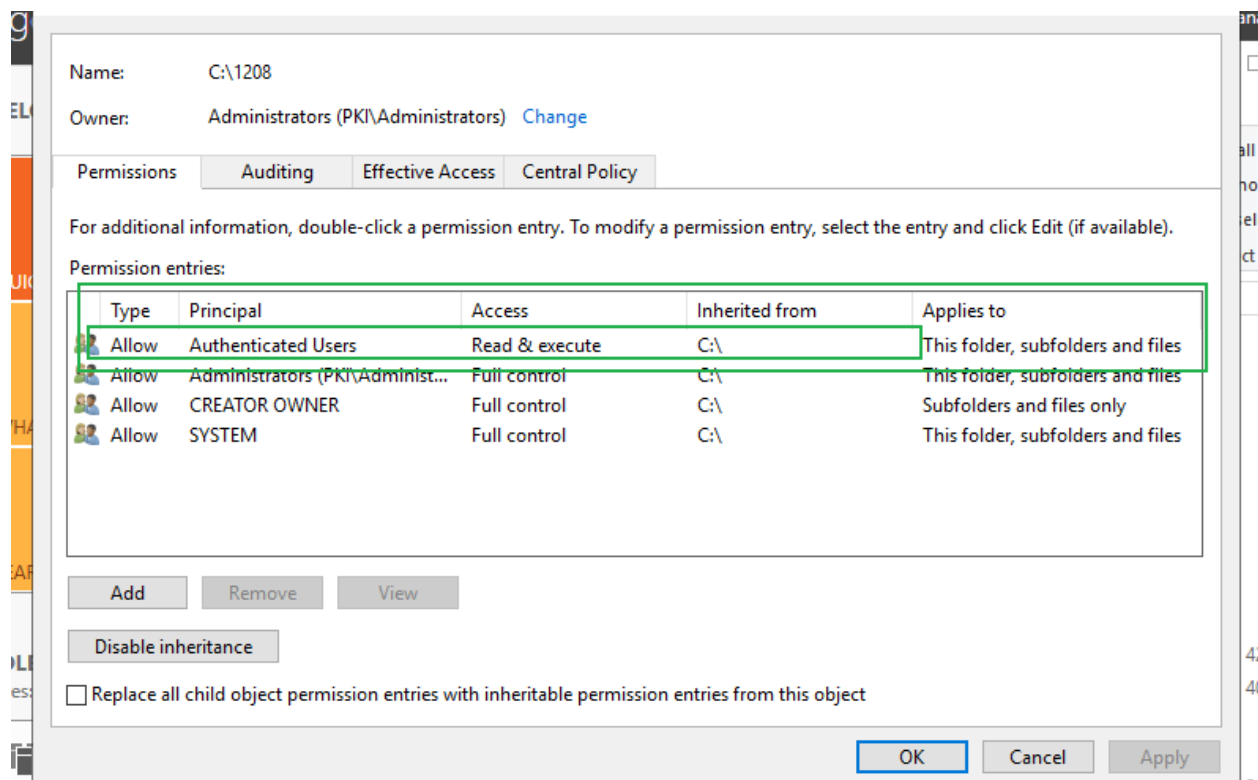 Name: C:\1208
Owner: Administrators (PKI\Administrators) Change
Permissions Auditing Effective Access Central Policy
For additional information, double-click a permission entry. To modify a permission entry, select the entry and click Edit (if available).
Permission entries:
Type Principal Access Inherited from Applies to
Allow Authenticated Users Read & execute C:\ This folder, subfolders and files
Allow Administrators (PKI\Administ... Full control C:\ This folder, subfolders and files
Allow CREATOR OWNER Full control C:\ Subfolders and files only
Allow SYSTEM Full control C:\ This folder, subfolders and files
Add Remove View
Disable inheritance
Replace all child object permission entries with inheritable permission entries from this object
OK Cancel Apply